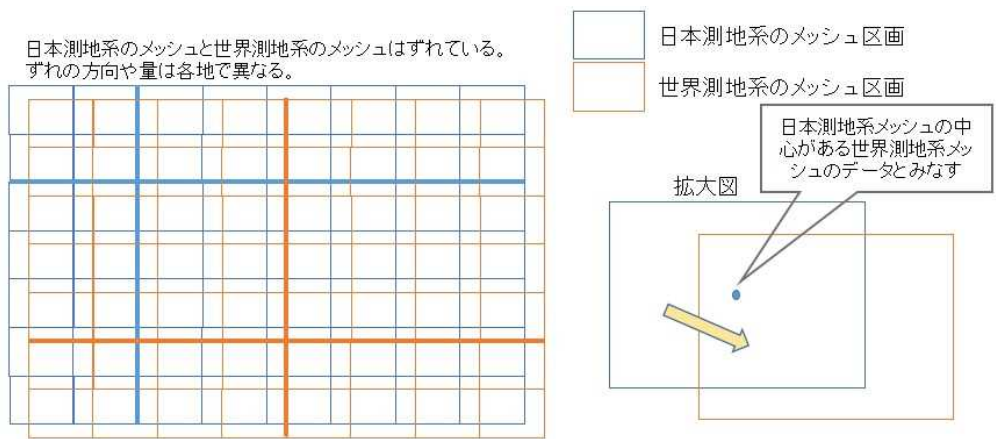 日本測地系のメッシュと世界測地系のメッシュはずれている。
ずれの方向や量は各地で異なる。
日本測地系のメッシュ区画
世界測地系のメッシュ区画
日本測地系メッシュの中
心がある世界測地系メッ
シュのデータとみなす
拡大図